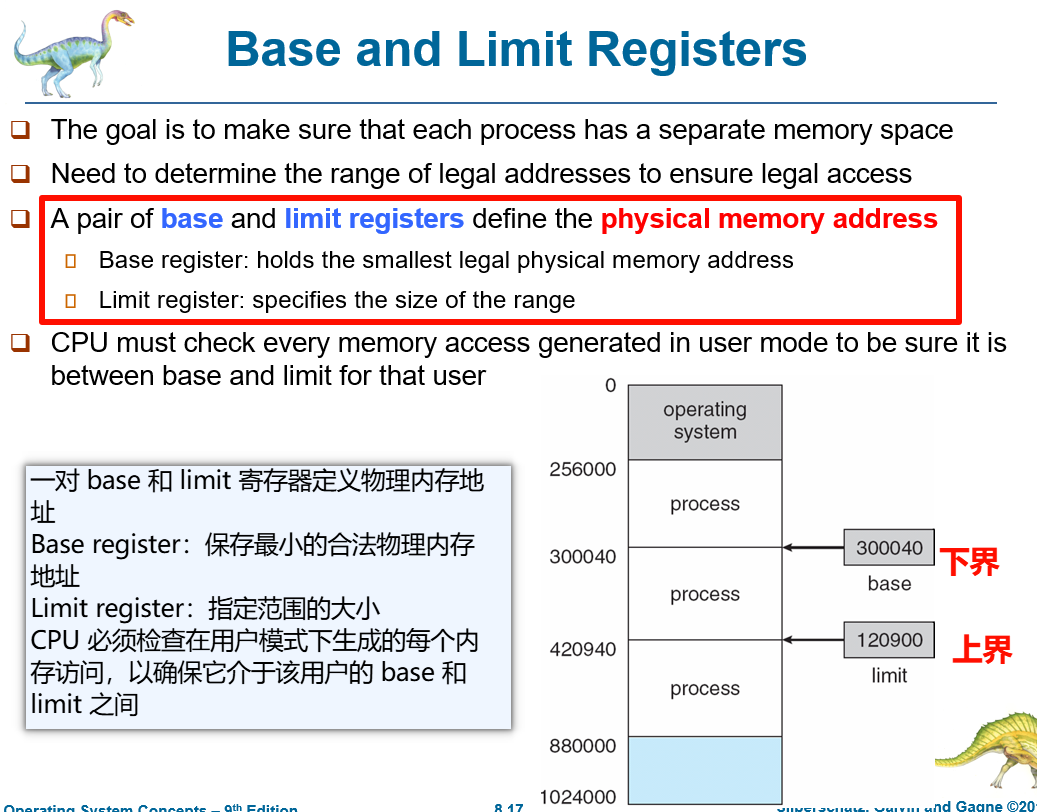 Base and Limit Registers
The goal is to make sure that each process has a separate memory space
Need to determine the range of legal addresses to ensure legal access
A pair of base and limit registers define the physical memory address
Base register: holds the smallest legal physical memory address
Limit register: specifies the size of the range
CPU must check every memory access generated in user mode to be sure it is
between base and limit for that user
一对 base 和 limit 寄存器定义物理内存地
址
Base register：保存最小的合法物理内存
地址
Limit register：指定范围的大小
CPU 必须检查在用户模式下生成的每个内
存访问，以确保它介于该用户的 base 和
limit 之间
0
operating
system
256000
process
300040
300040
base
下界
process
420940
120900
limit
上界
process
880000
1024000
Operating System Concepts – 9th Edition
8.17
Silberschatz, Galvin and Gagne ©20